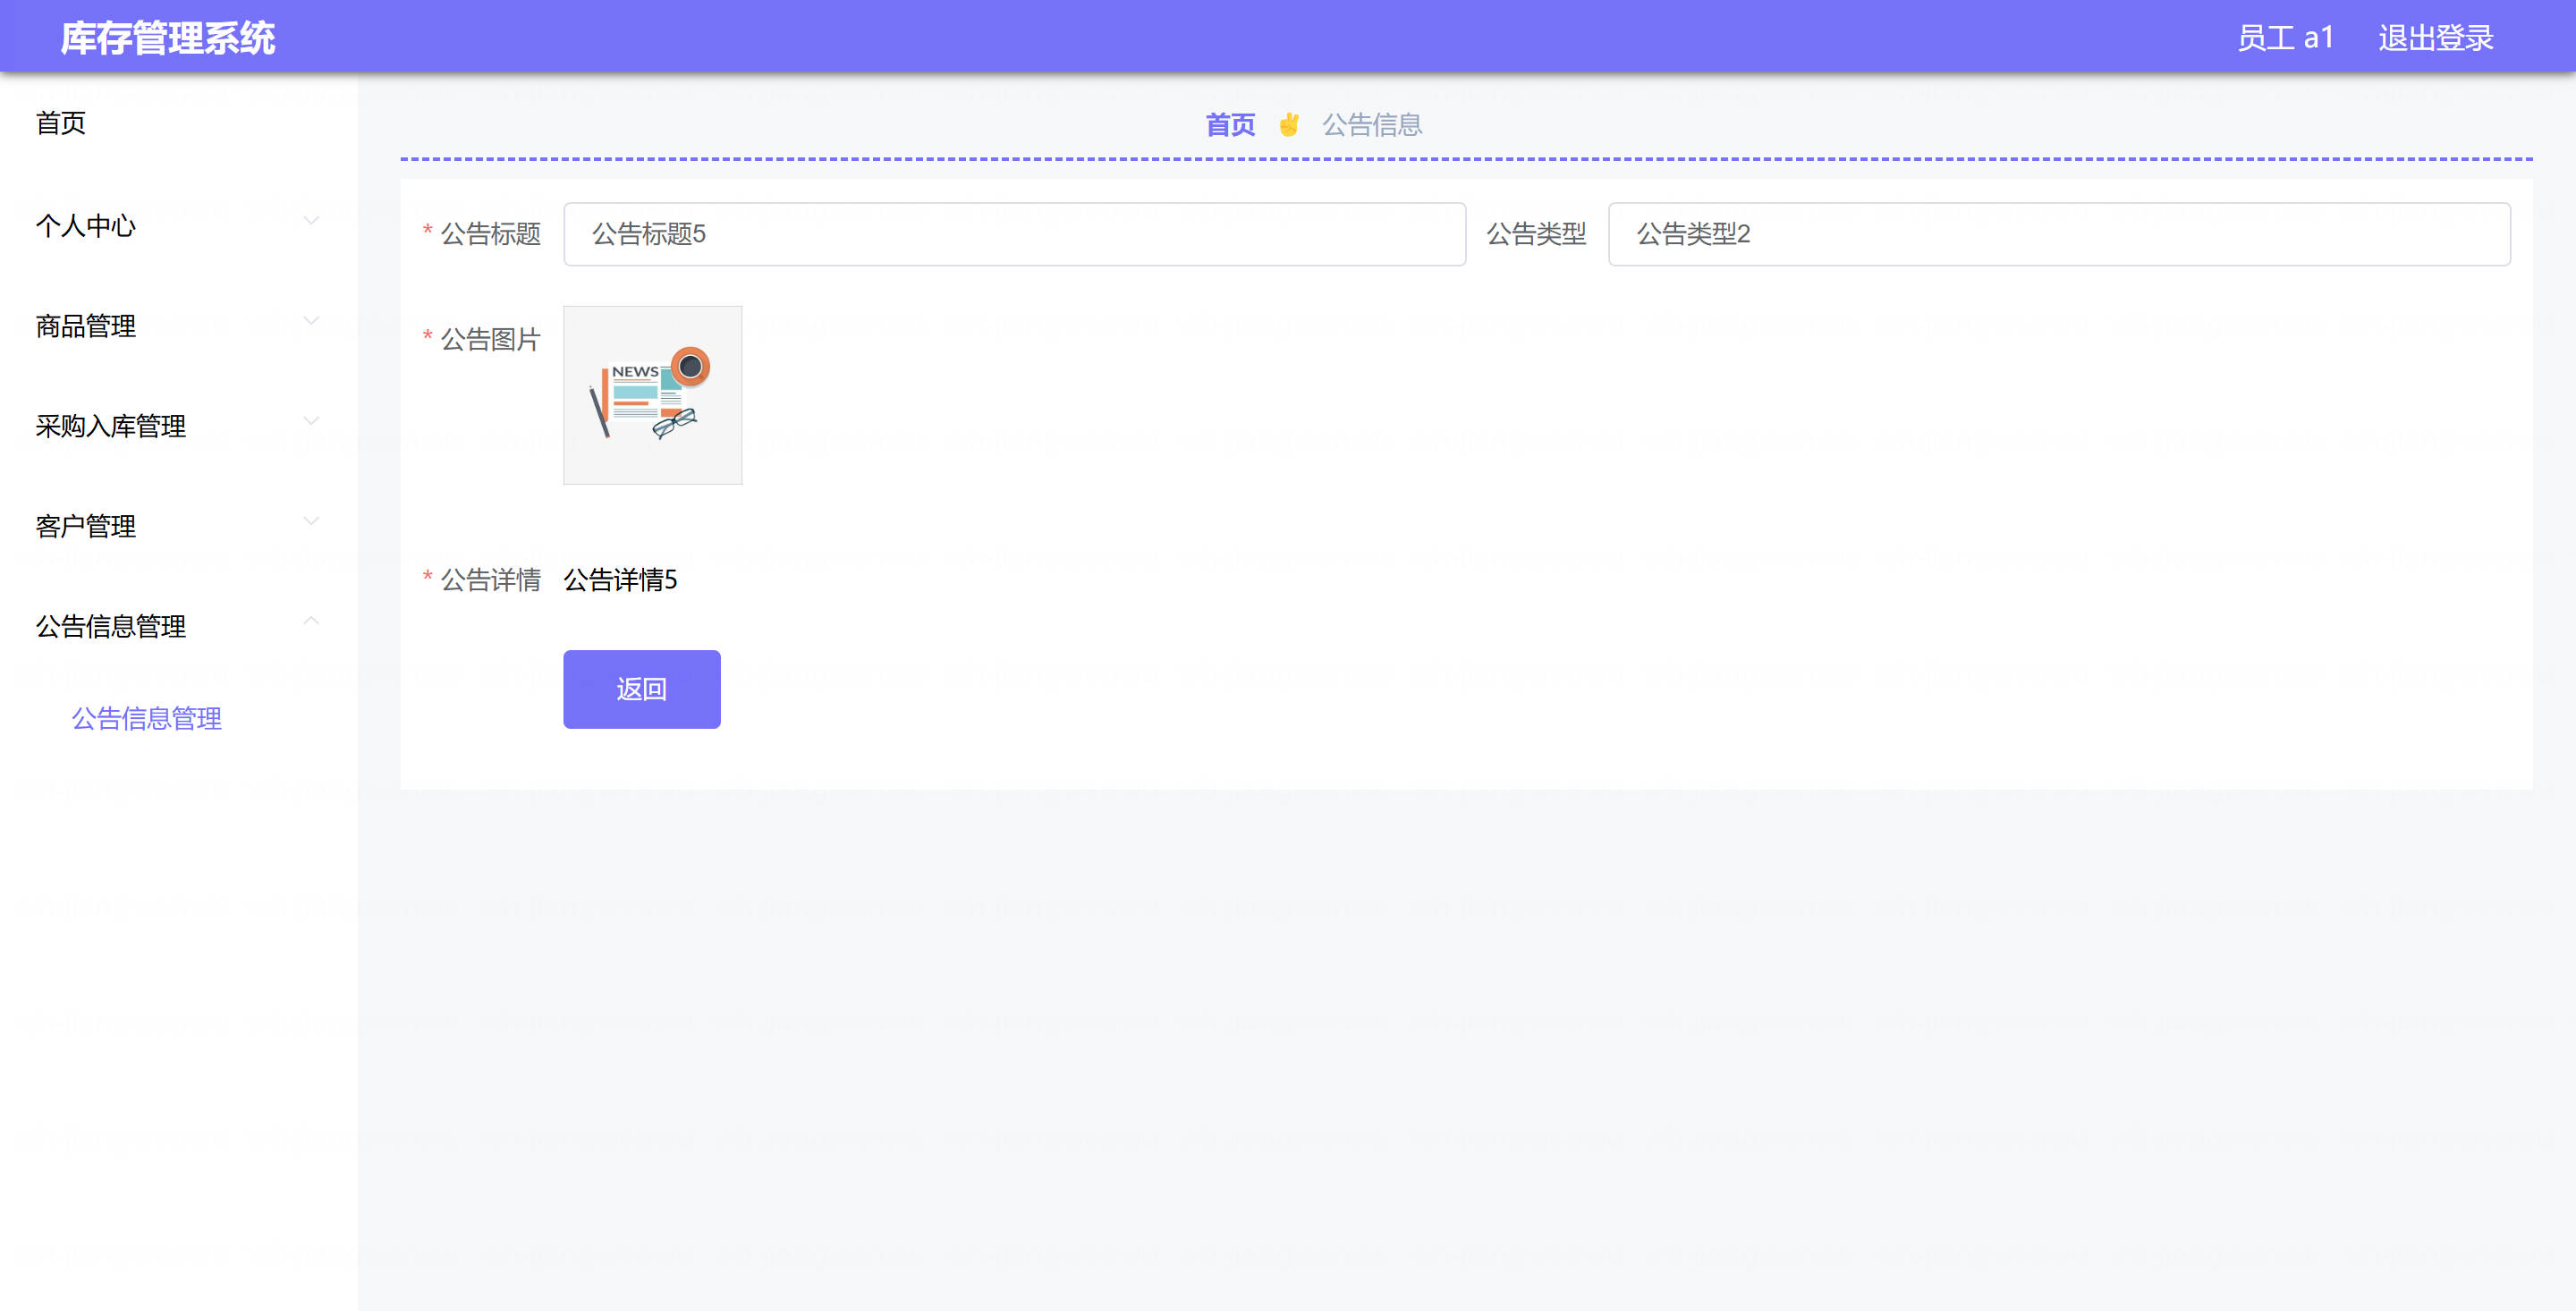 库存管理系统
员工 a1 退出登录
首页
个人中心
商品管理
采购入库管理
客户管理
公告信息管理
公告信息管理
首页 ✌ 公告信息
* 公告标题 公告标题5 公告类型 公告类型2
* 公告图片
NEWS
* 公告详情 公告详情5
返回